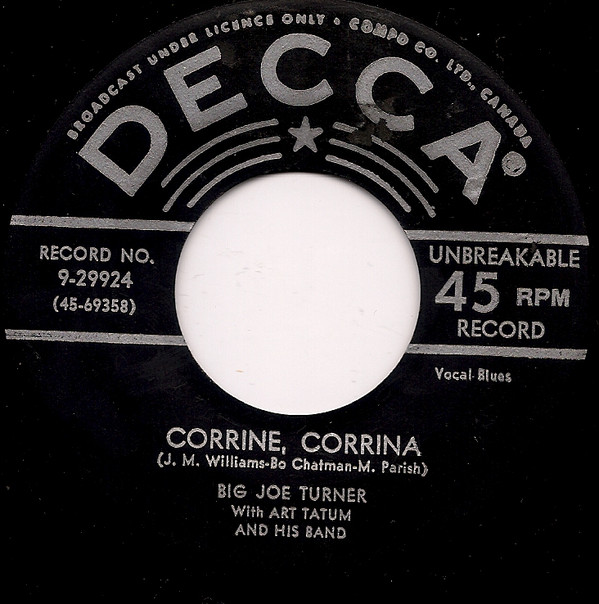 BROADCAST UNDER LICENCE ONLY • COMPO CO. LTD., CANADA
DECCA®
RECORD NO.
9-29924
(45-69358)
UNBREAKABLE
45 RPM
RECORD
Vocal-Blues
CORRINE, CORRINA
(J. M. Williams-Bo Chatman-M. Parish)
BIG JOE TURNER
With ART TATUM
AND HIS BAND